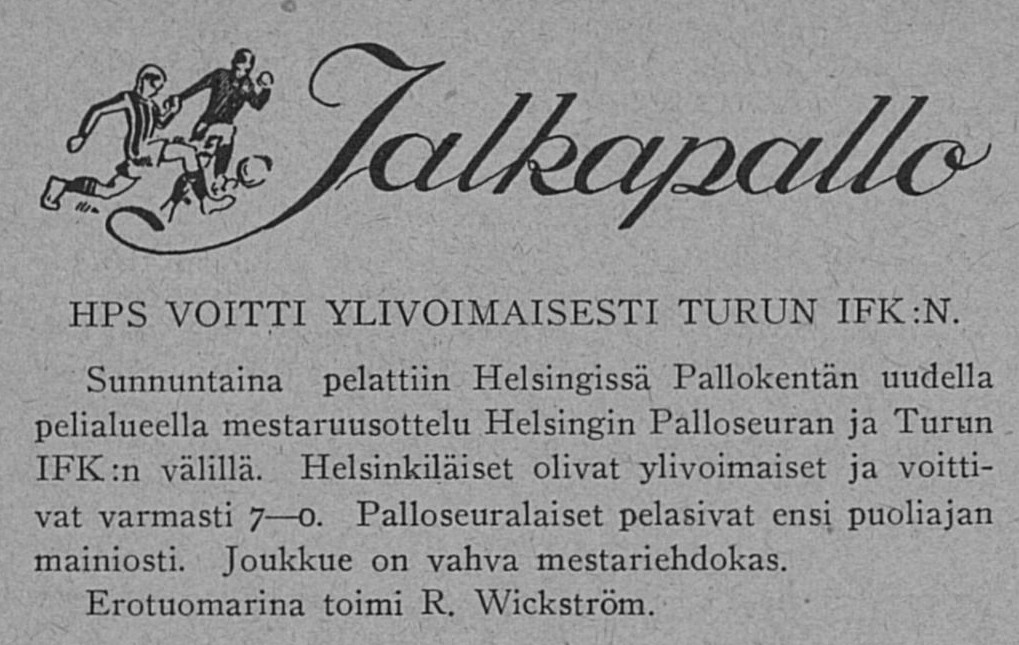 Jalkapallo
HPS VOITTI YLIVOIMAISESTI TURUN IFK:N.
Sunnuntaina pelattiin Helsingissä Pallokentän uudella
pelialueella mestaruusottelu Helsingin Palloseuran ja Turun
IFK:n välillä. Helsinkiläiset olivat ylivoimaiset ja voitti-
vat varmasti 7—0. Palloseuralaiset pelasivat ensi puoliajan
mainiosti. Joukkue on vahva mestariehdokas.
Erotuomarina toimi R. Wickström.